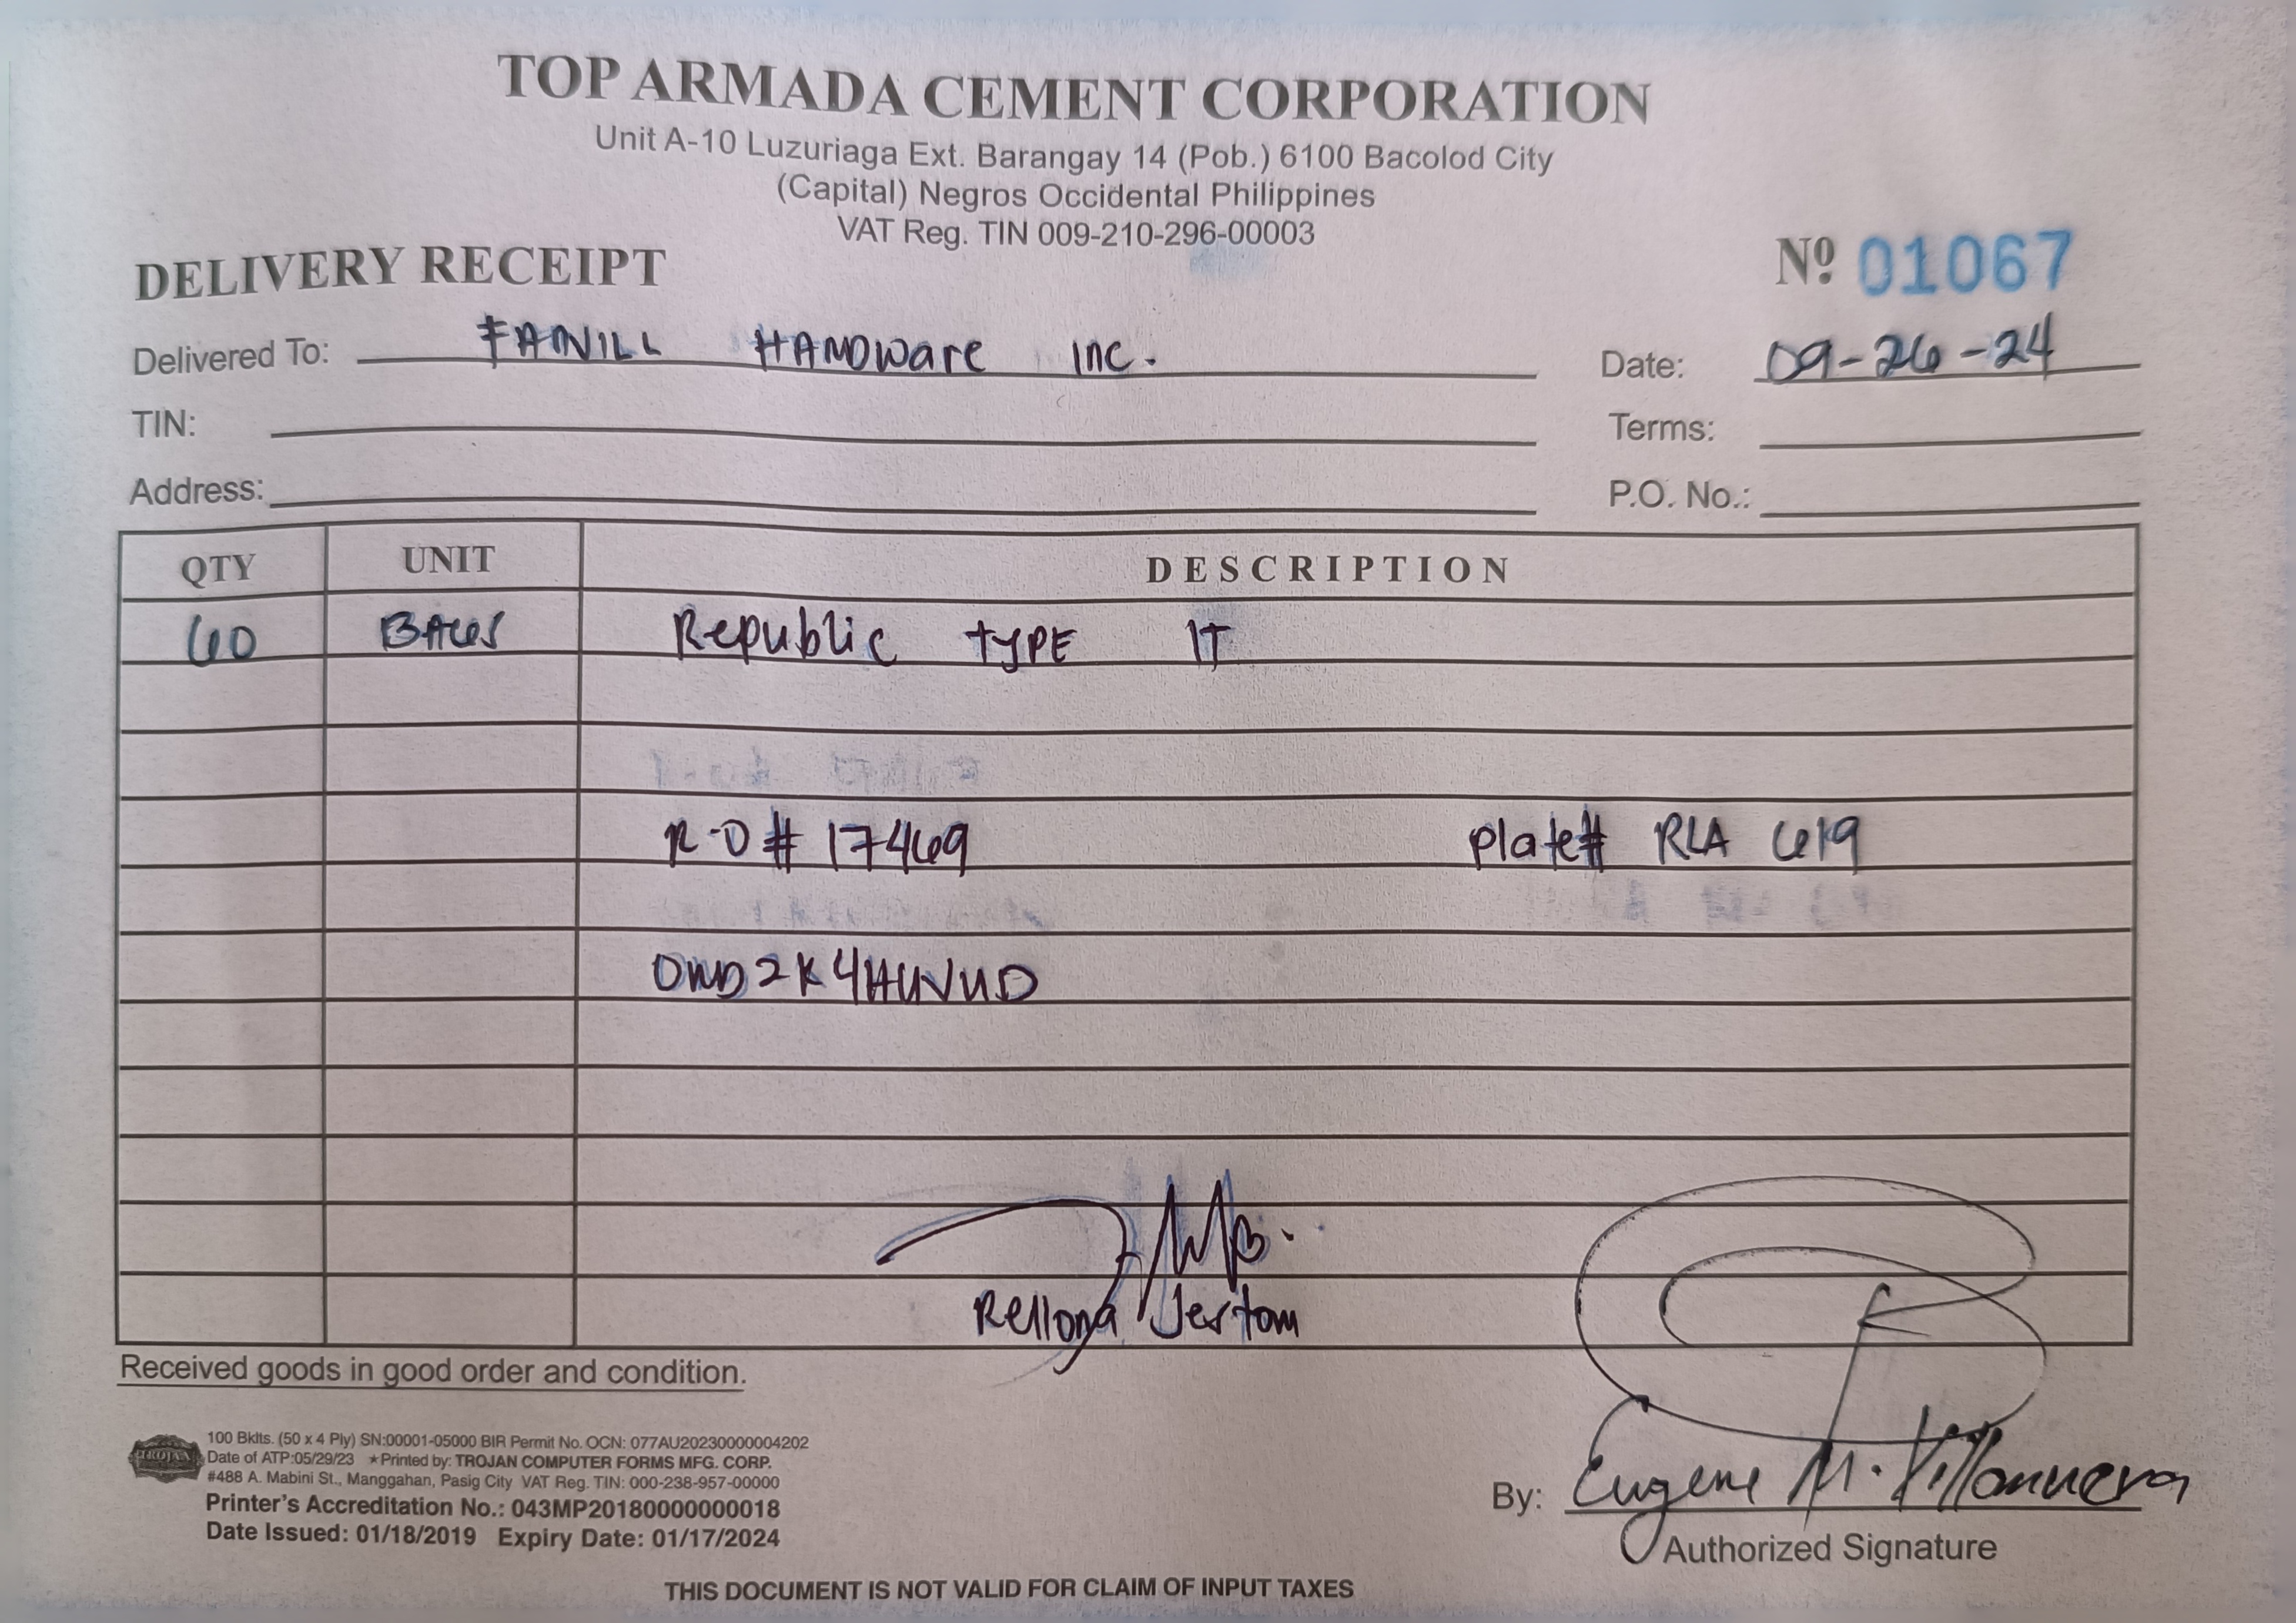 TOP ARMADA CEMENT CORPORATION
Unit A-10 Luzuriaga Ext. Barangay 14 (Pob.) 6100 Bacolod City
(Capital) Negros Occidental Philippines
VAT Reg. TIN 009-210-296-00003
DELIVERY RECEIPT Nº 01067
Delivered To: FANVILL HARDware Inc. Date: 09-26-24
TIN: Terms:
Address: P.O. No.:
QTY UNIT DESCRIPTION
60 BAGS Republic TYPE 1T
R.O # 17469 Plate# RLA 619
Rellona Jestom
Received goods in good order and condition.
TROJAN
100 Bklts. (50 x 4 Ply) SN:00001-05000 BIR Permit No. OCN: 077AU20230000004202
Date of ATP:05/29/23 ★Printed by: TROJAN COMPUTER FORMS MFG. CORP.
#488 A. Mabini St., Manggahan, Pasig City VAT Reg. TIN: 000-238-957-00000
Printer's Accreditation No.: 043MP20180000000018
Date Issued: 01/18/2019 Expiry Date: 01/17/2024
By: Eugene M. Villanueva
Authorized Signature
THIS DOCUMENT IS NOT VALID FOR CLAIM OF INPUT TAXES